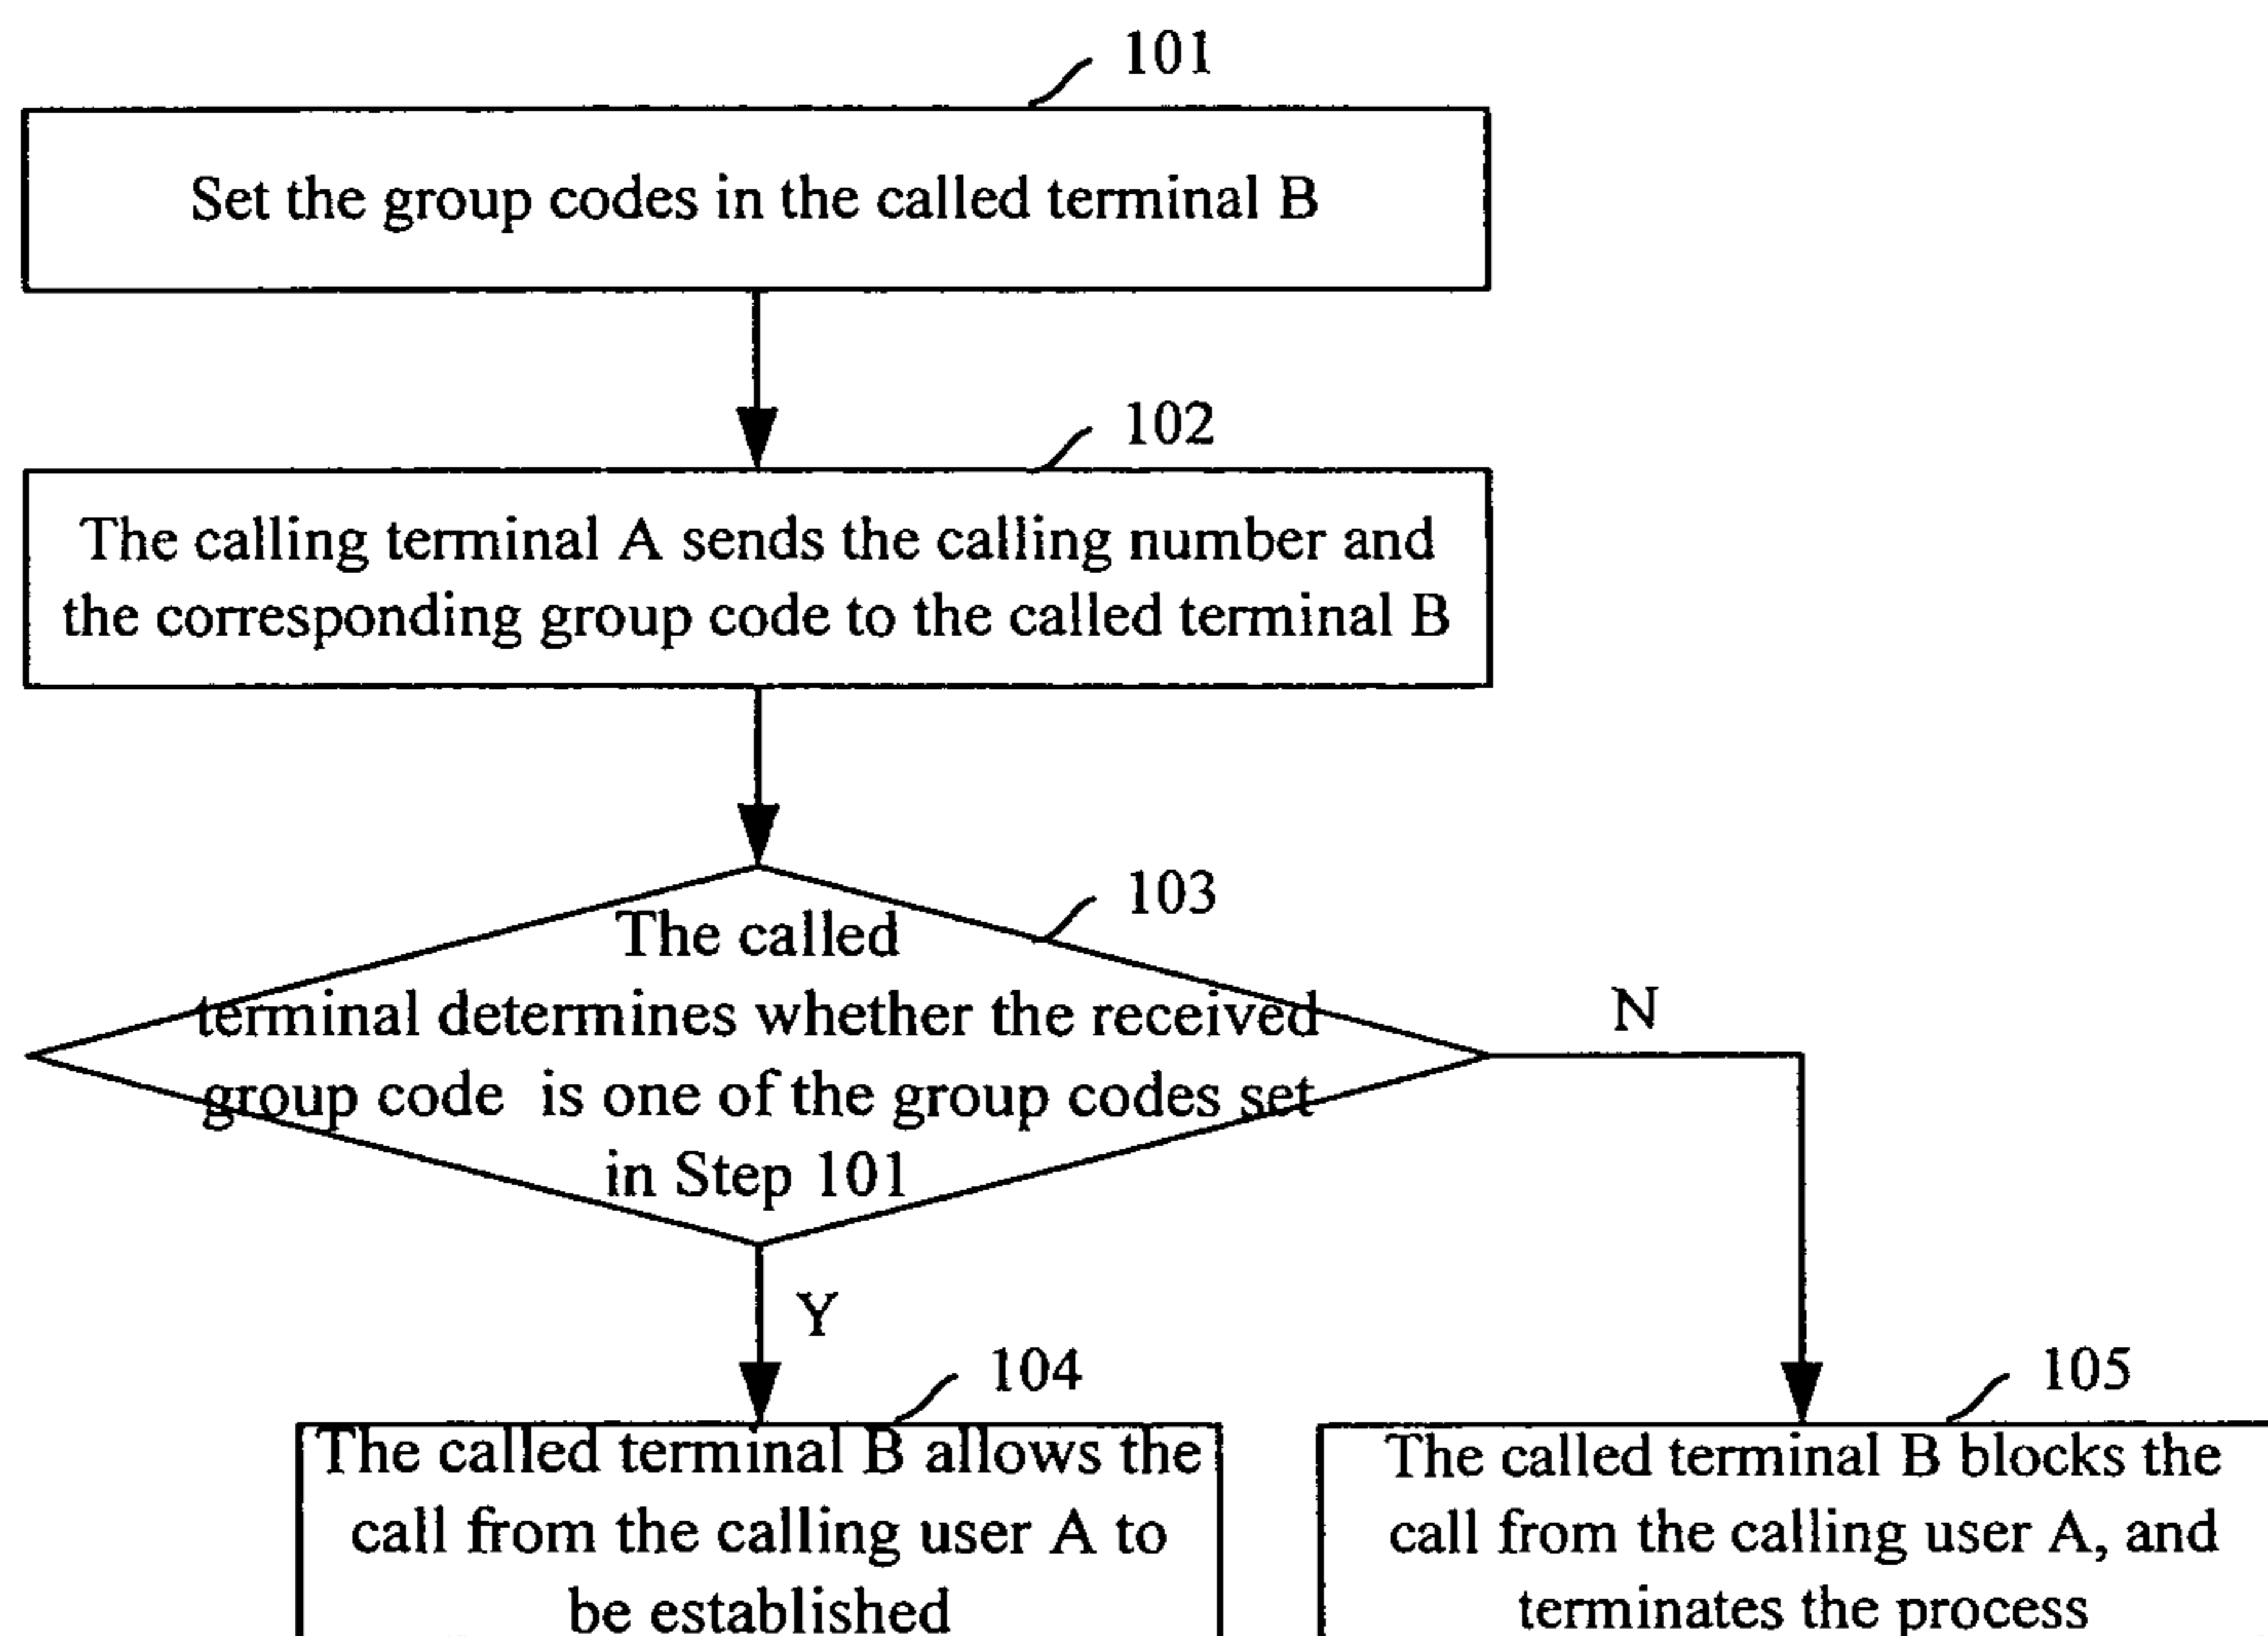 101
Set the group codes in the called terminal B
102
The calling terminal A sends the calling number and
the corresponding group code to the called terminal B
103
The called
terminal determines whether the received
group code is one of the group codes set
in Step 101
N
Y
104
The called terminal B allows the
call from the calling user A to
be established
105
The called terminal B blocks the
call from the calling user A, and
terminates the process